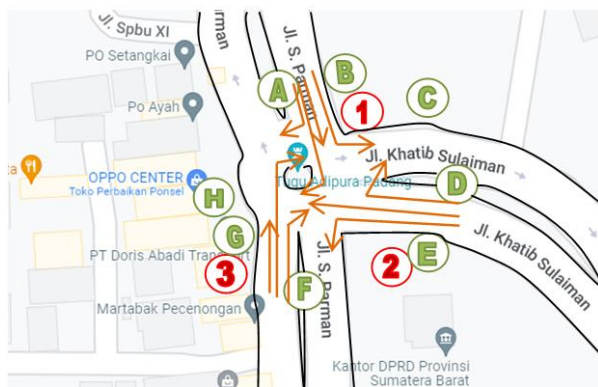 Jl. Spbu XI
arman
Jl. S. Parman
PO Setangkai
Po Ayah
A
B
C
1
OPPO CENTER
Toko Perbaikan Ponsel
Tugu Adipura Padang
Jl. Khatib Sulaiman
D
H
G
PT Doris Abadi Transport
3
F
Jl. S. Parman
2
E
Jl. Khatib Sulaiman
Martabak Pecenongan
Kantor DPRD Provinsi
Sumatera Barat